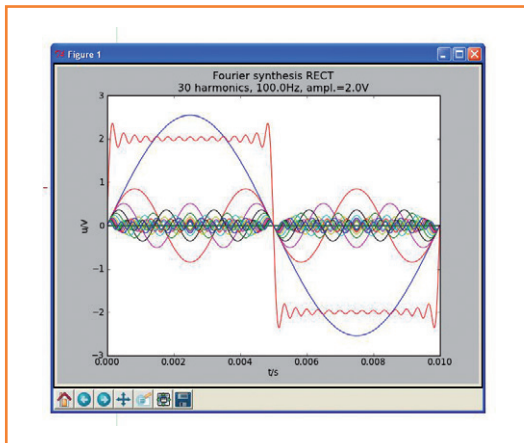 Figure 1
Fourier synthesis RECT
30 harmonics, 100.0Hz, ampl.=2.0V
3
2
1
0
−1
−2
−3
u/V
0.000
0.002
0.004
0.006
0.008
0.010
t/s